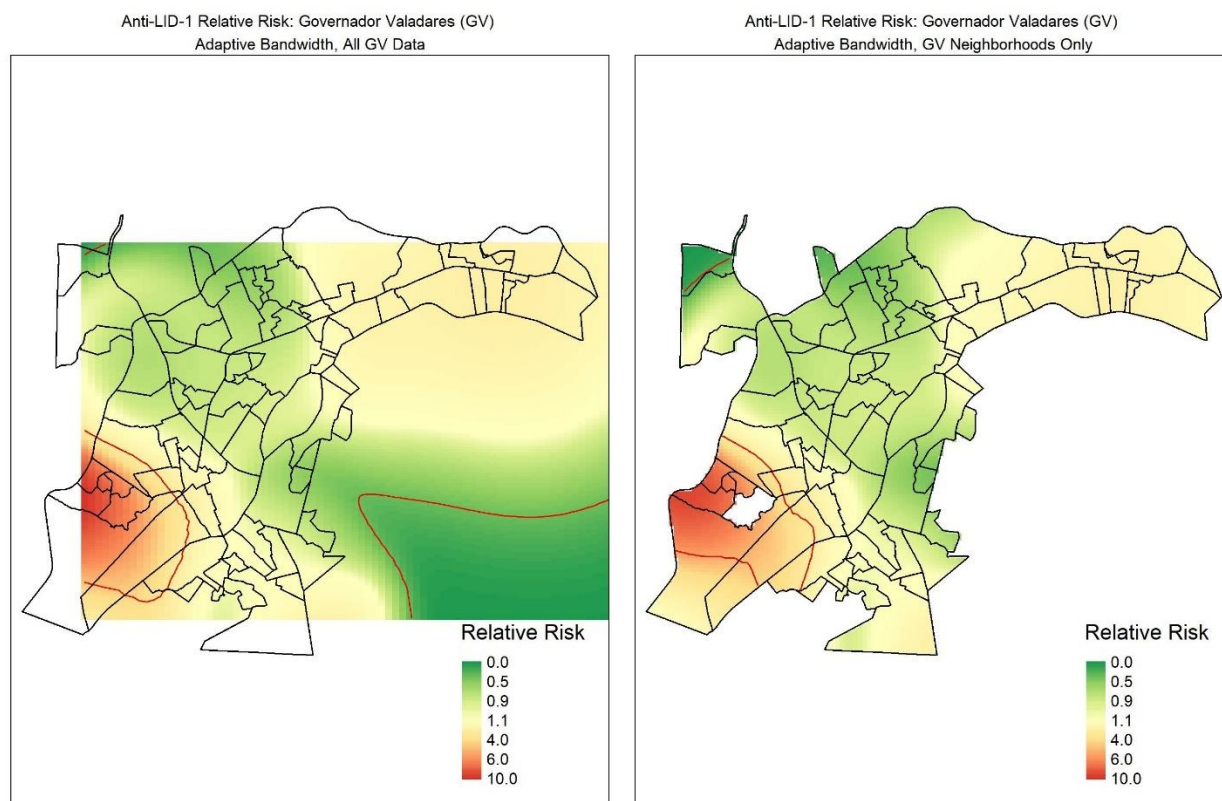 Anti-LID-1 Relative Risk: Governador Valadares (GV)
Adaptive Bandwidth, All GV Data
Relative Risk
0.0
0.5
0.9
1.1
4.0
6.0
10.0
Anti-LID-1 Relative Risk: Governador Valadares (GV)
Adaptive Bandwidth, GV Neighborhoods Only
Relative Risk
0.0
0.5
0.9
1.1
4.0
6.0
10.0